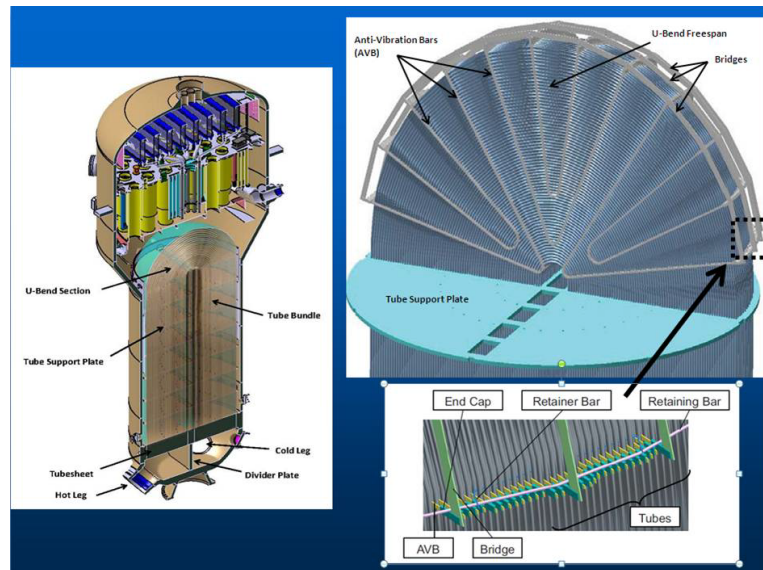 U-Bend Section
Tube Support Plate
Tube Bundle
Tubesheet
Hot Leg
Cold Leg
Divider Plate
Anti-Vibration Bars
(AVB)
U-Bend Freespan
Bridges
Tube Support Plate
End Cap
Retainer Bar
Retaining Bar
Tubes
AVB
Bridge